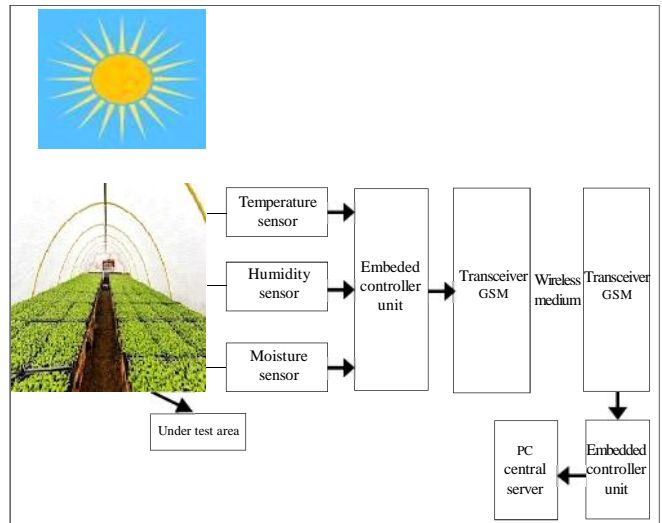 Temperature
sensor
Humidity
sensor
Moisture
sensor
Embeded
controller
unit
Transceiver
GSM
Wireless
medium
Transceiver
GSM
Under test area
PC
central
server
Embedded
controller
unit